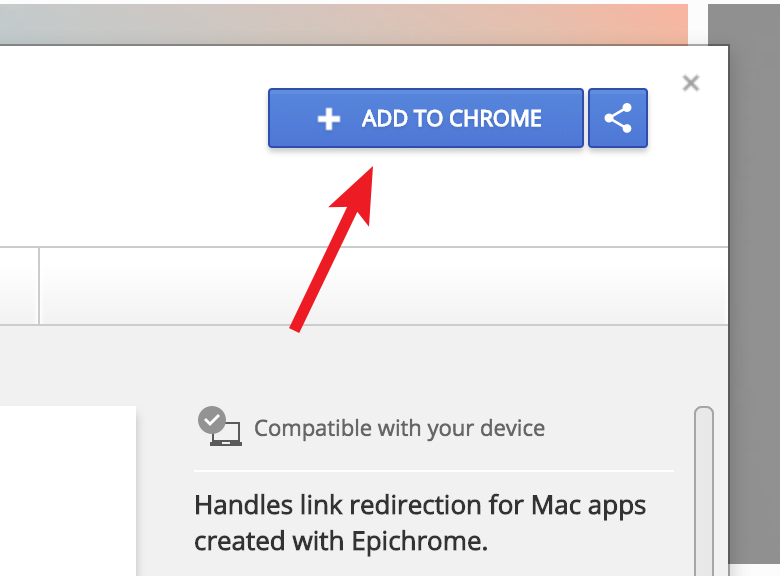 ADD TO CHROME
Compatible with your device
Handles link redirection for Mac apps
created with Epichrome.